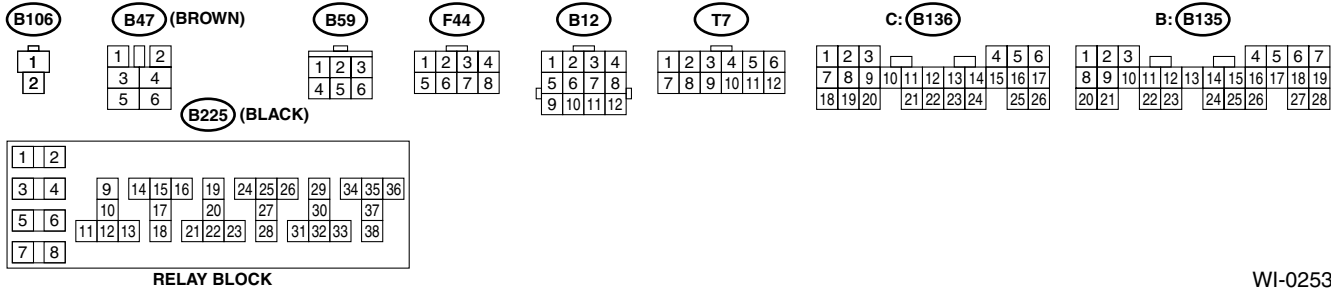 B106 B47 (BROWN) B59 F44 B12 T7 C: B136 B: B135
1
2
1 2
3 4
5 6
1 2 3
4 5 6
1 2 3 4
5 6 7 8
1 2 3 4
5 6 7 8
9 10 11 12
1 2 3 4 5 6
7 8 9 10 11 12
1 2 3 4 5 6
7 8 9 10 11 12 13 14 15 16 17
18 19 20 21 22 23 24 25 26
1 2 3 4 5 6 7
8 9 10 11 12 13 14 15 16 17 18 19
20 21 22 23 24 25 26 27 28
B225 (BLACK)
1 2
3 4 9 14 15 16 19 24 25 26 29 34 35 36
10 17 20 27 30 37
5 6 11 12 13 18 21 22 23 28 31 32 33 38
7 8
RELAY BLOCK
WI-0253